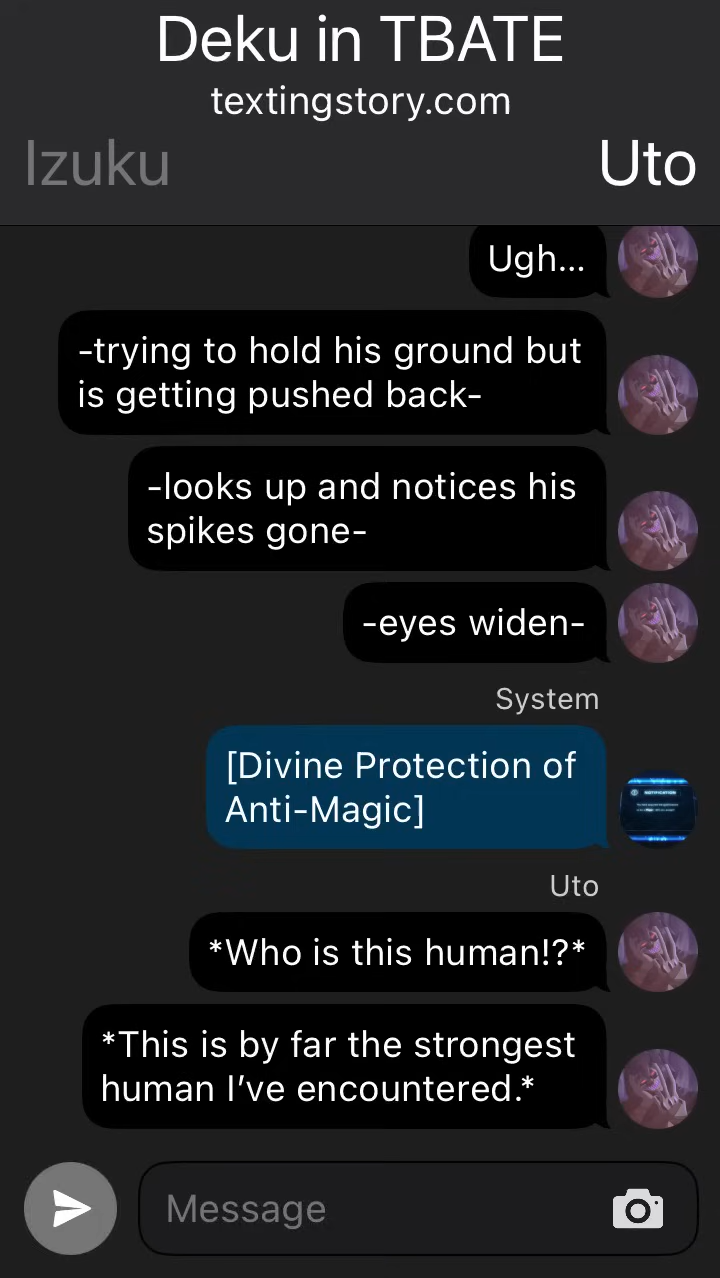 Deku in TBATE
textingstory.com
Izuku
Uto
Ugh...
-trying to hold his ground but
is getting pushed back-
-looks up and notices his
spikes gone-
-eyes widen-
System
[Divine Protection of
Anti-Magic]
NOTIFICATION
Uto
*Who is this human!?*
*This is by far the strongest
human I’ve encountered.*
Message